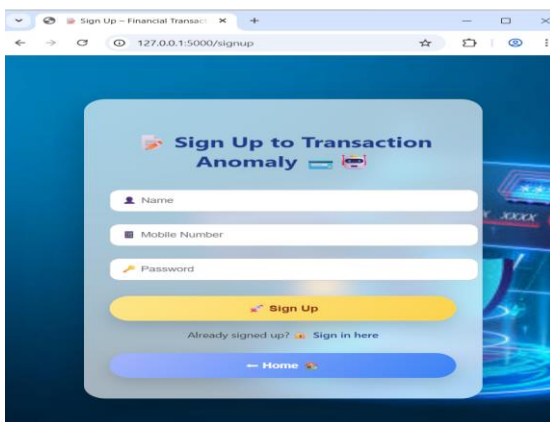 Sign Up – Financial Transac
127.0.0.1:5000/signup
Sign Up to Transaction
Anomaly
Name
Mobile Number
Password
Sign Up
Already signed up? Sign in here
← Home
XXXX